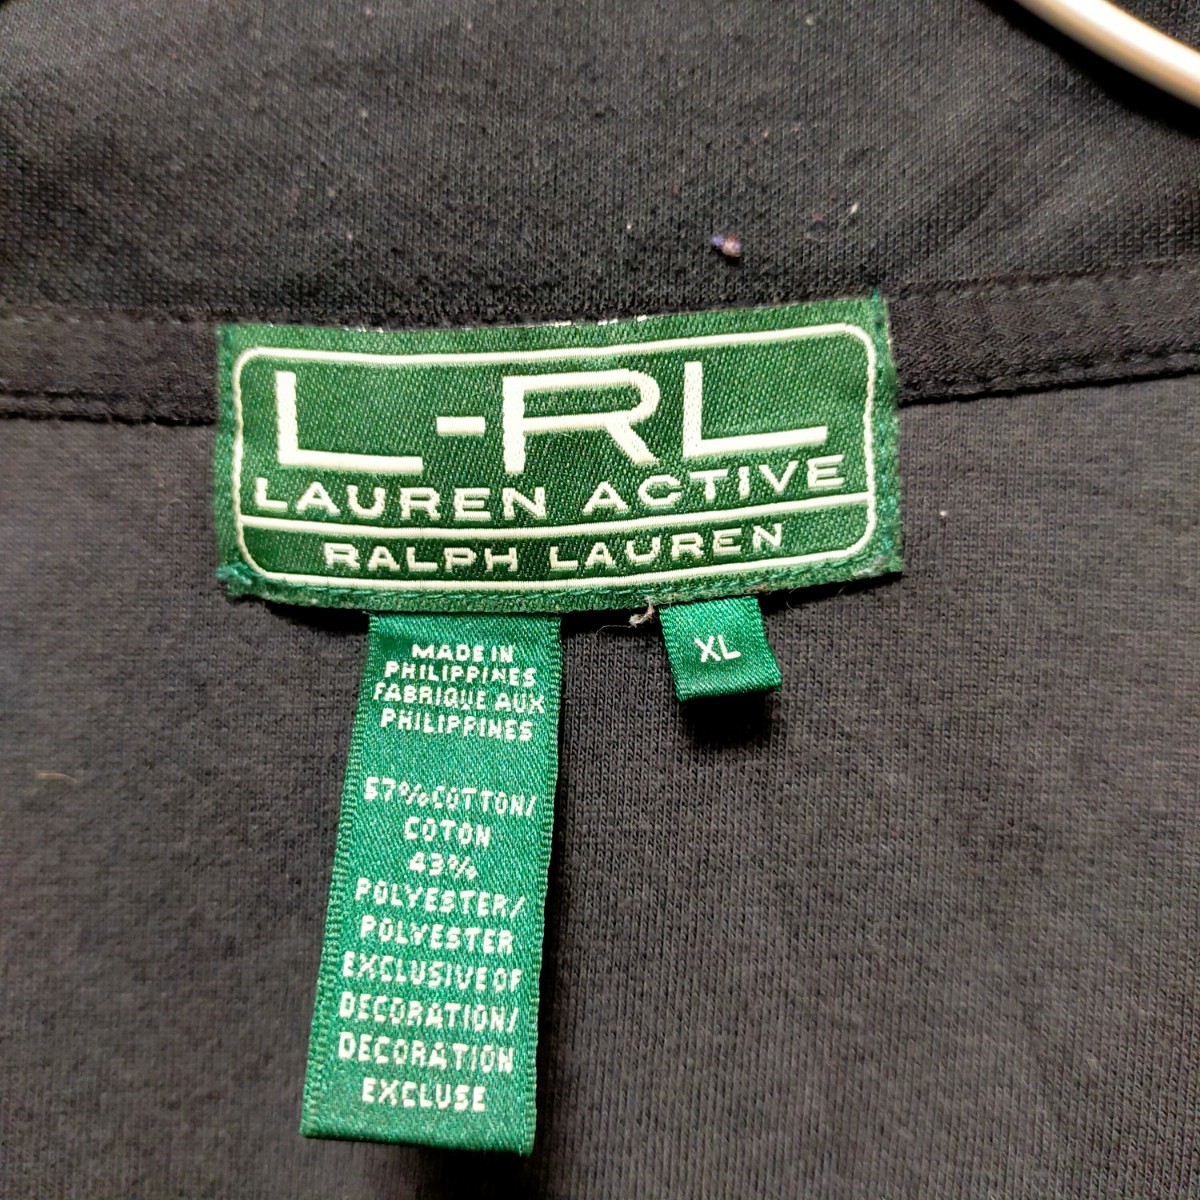 L-RL
LAUREN ACTIVE
RALPH LAUREN
XL
MADE IN
PHILIPPINES
FABRIQUE AUX
PHILIPPINES
57% COTTON/
COTON
43%
POLYESTER/
POLYESTER
EXCLUSIVE OF
DECORATION/
DECORATION
EXCLUSE